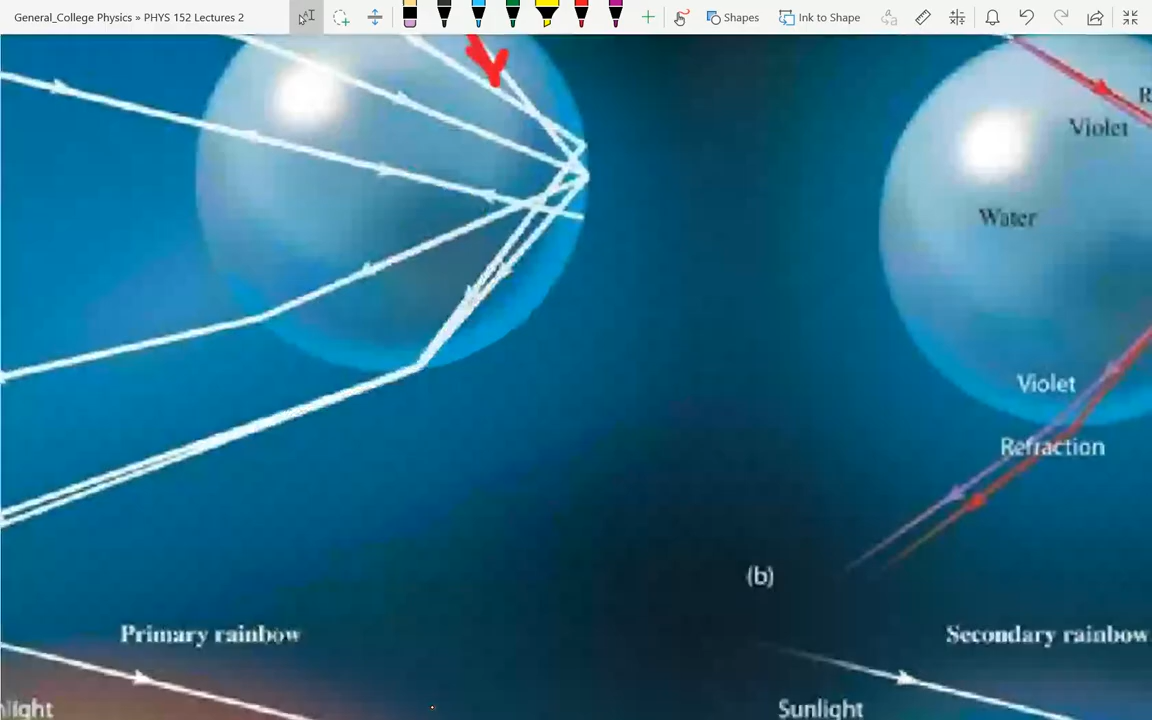 General_College Physics » PHYS 152 Lectures 2
Shapes
Ink to Shape
R
Violet
Water
Violet
Refraction
(b)
Primary rainbow
Secondary rainbow
Sunlight